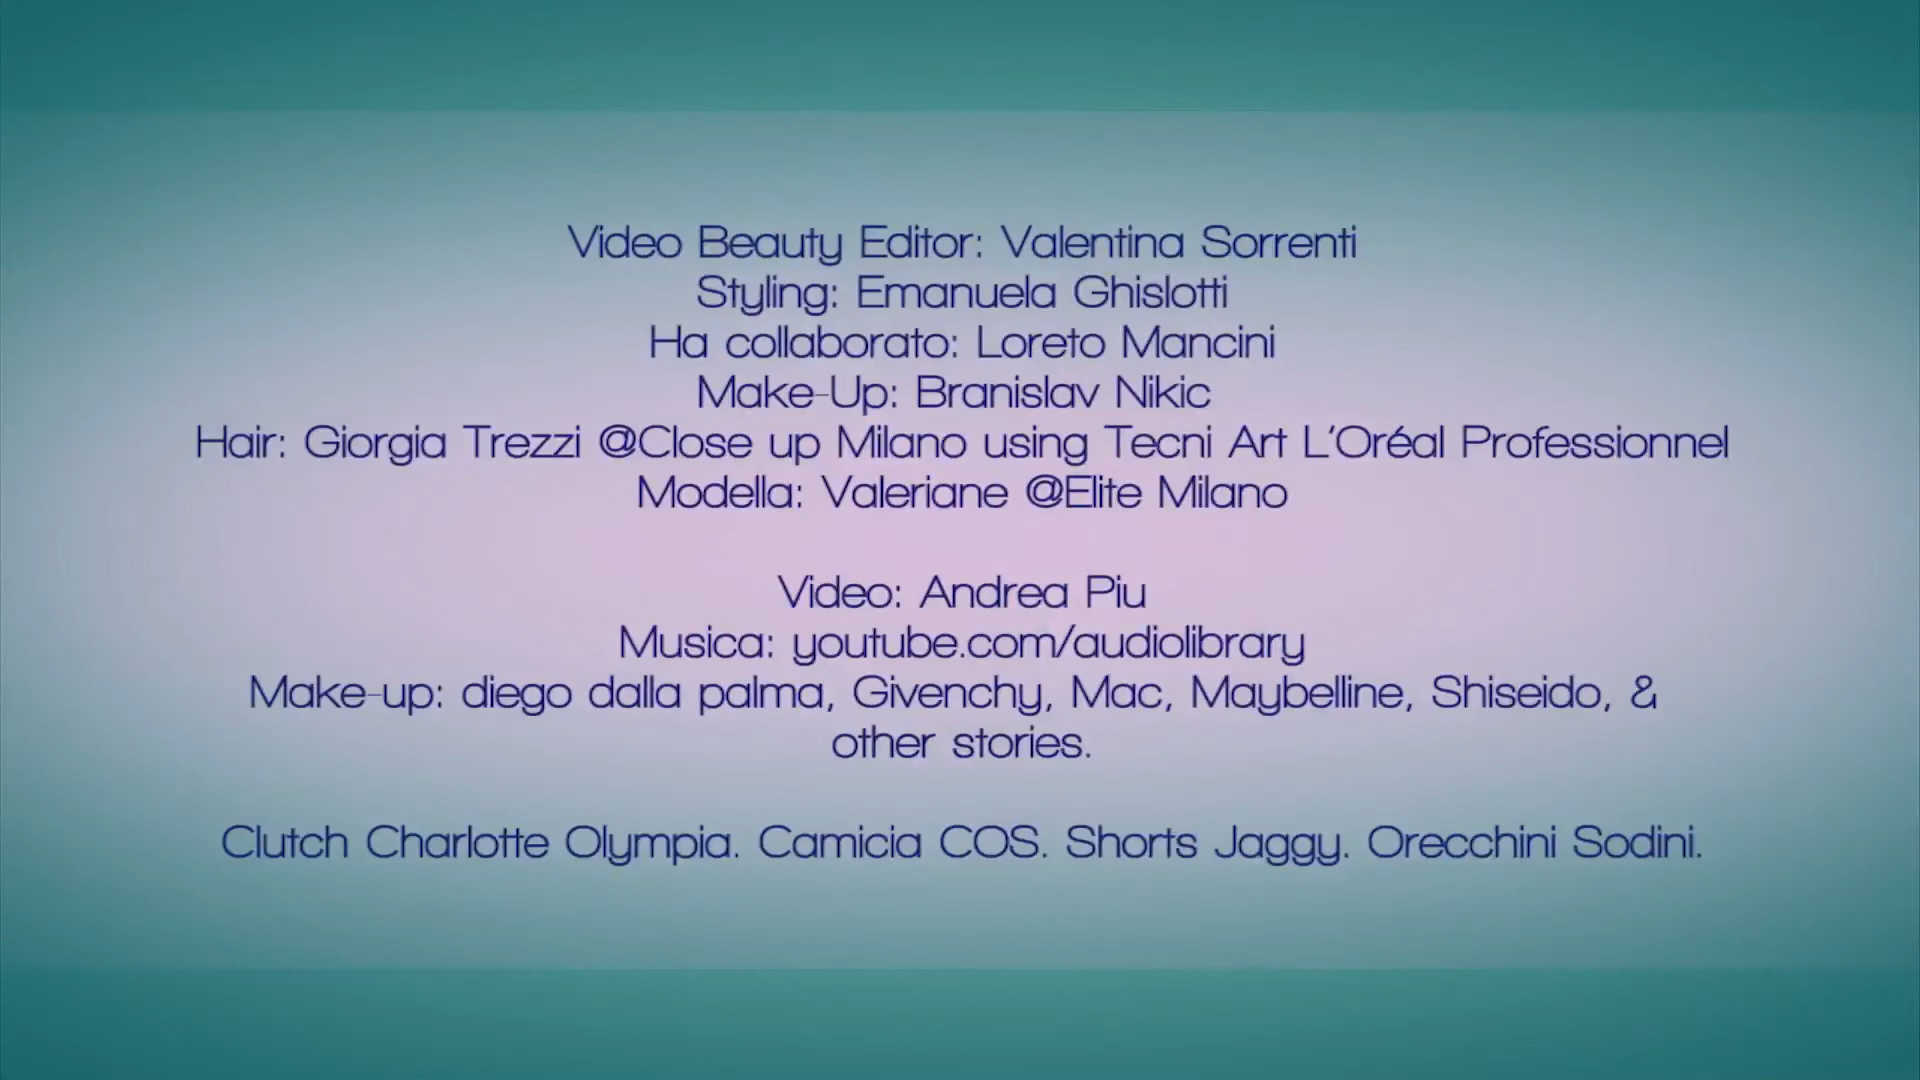 Video Beauty Editor: Valentina Sorrenti
Styling: Emanuela Ghislotti
Ha collaborato: Loreto Mancini
Make-Up: Branislav Nikic
Hair: Giorgia Trezzi @Close up Milano using Tecni Art L'Oréal Professionnel
Modella: Valeriane @Elite Milano
Video: Andrea Piu
Musica: youtube.com/audiolibrary
Make-up: diego dalla palma, Givenchy, Mac, Maybelline, Shiseido, &
other stories.
Clutch Charlotte Olympia. Camicia COS. Shorts Jaggy. Orecchini Sodini.